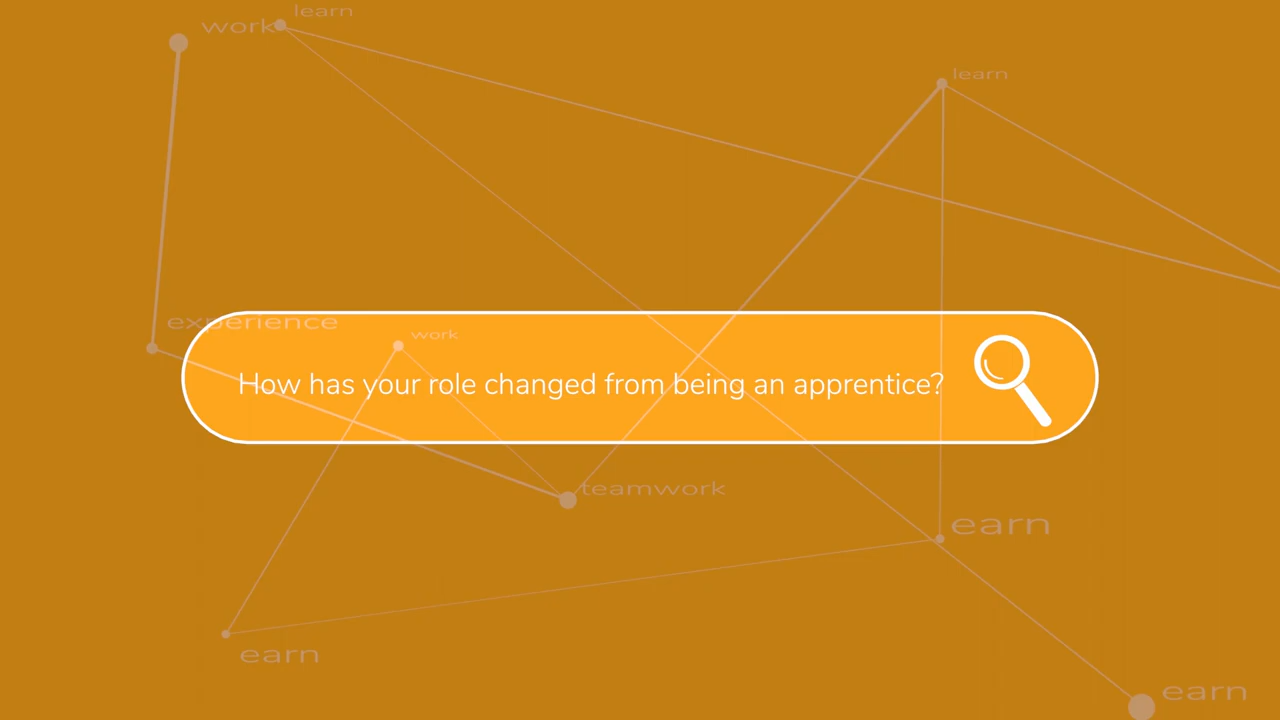 learn
work
learn
experience
work
How has your role changed from being an apprentice?
teamwork
earn
earn
earn